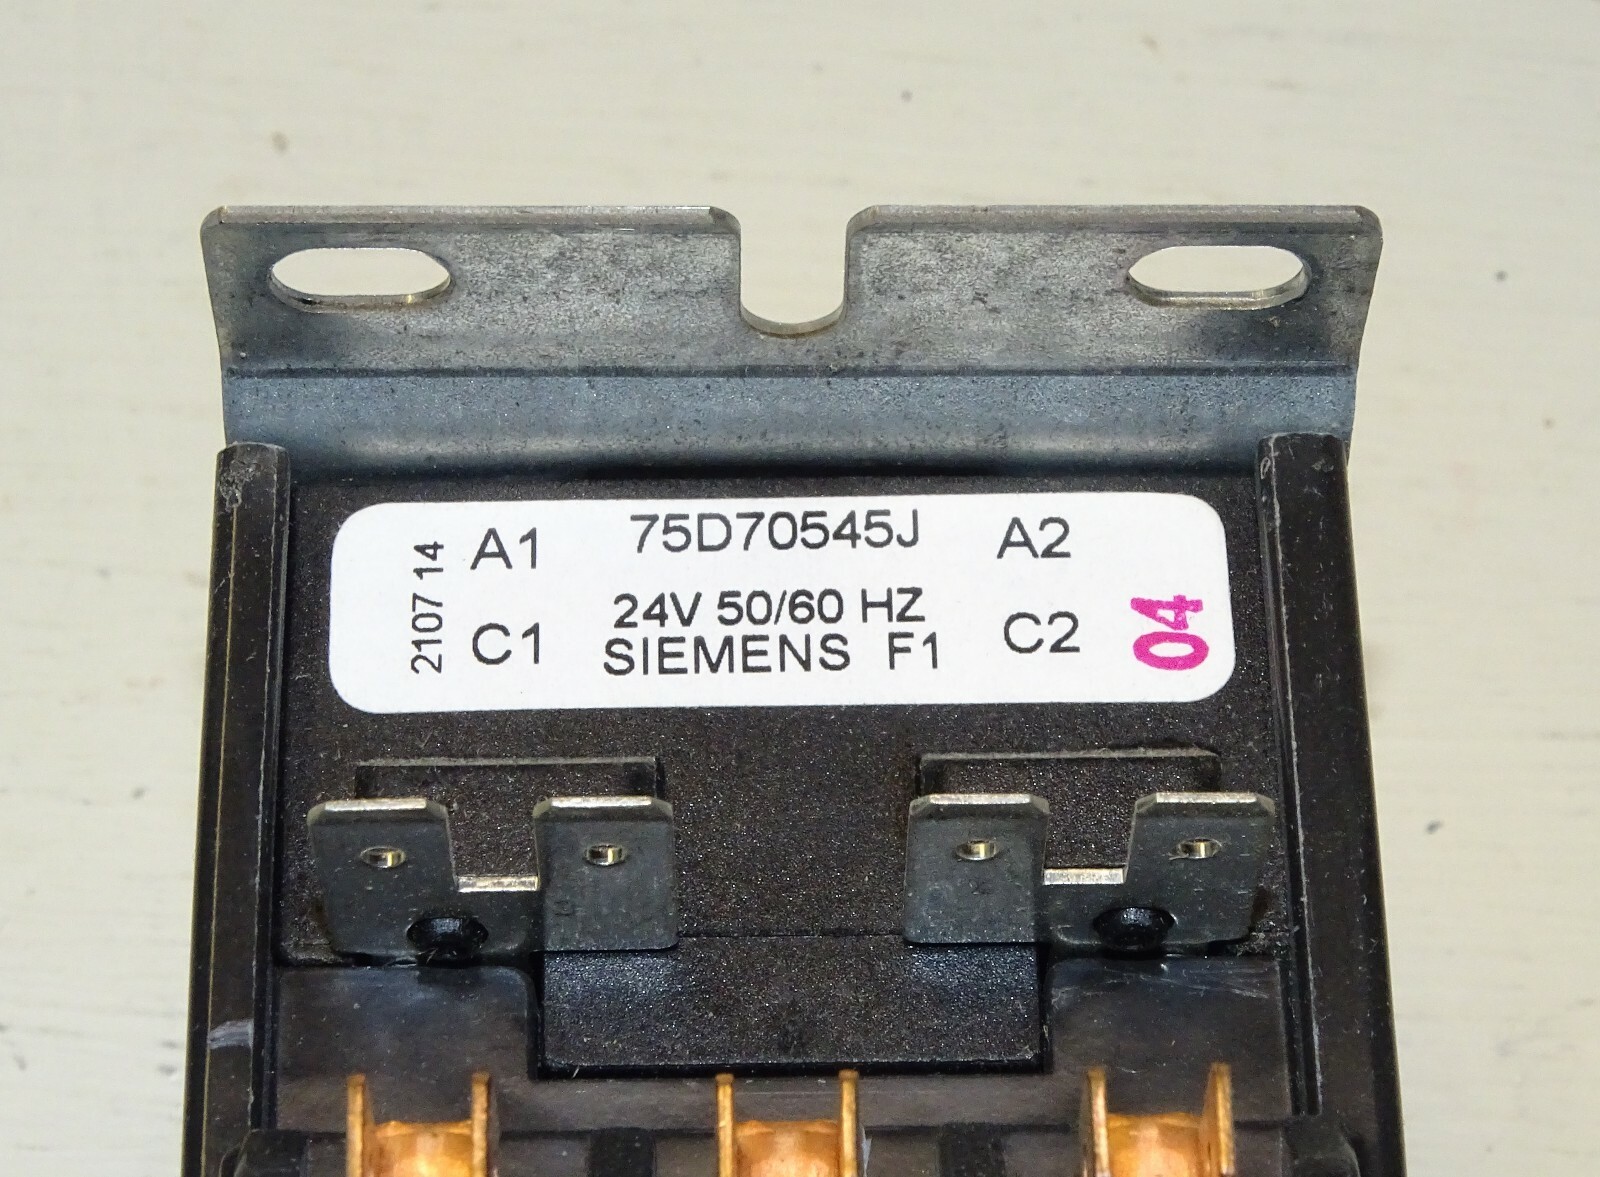 2107 14
A1 75D70545J A2
24V 50/60 HZ
C1 SIEMENS F1 C2
04